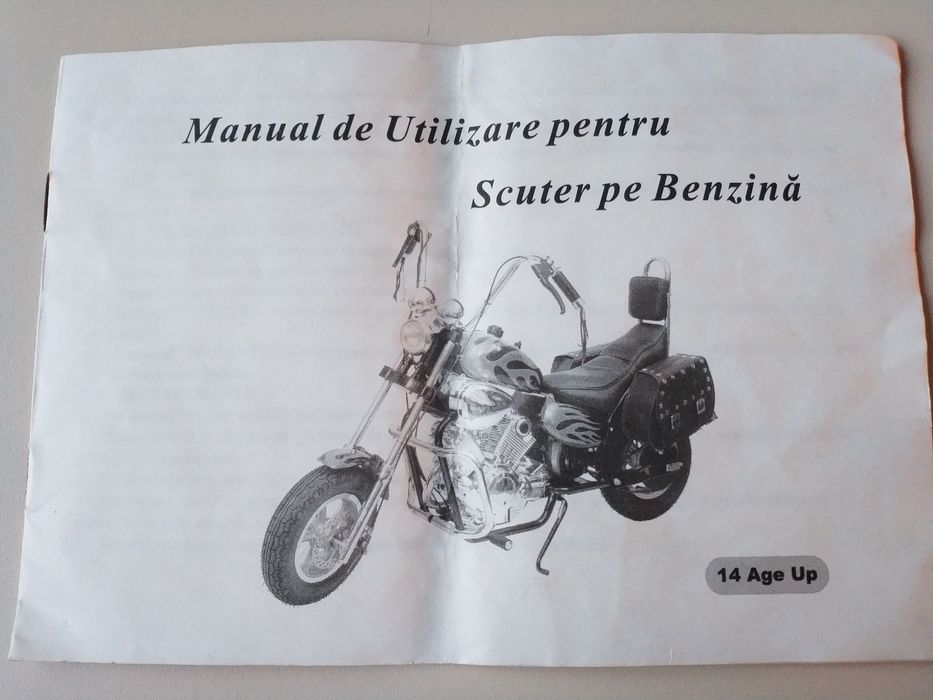 Manual de Utilizare pentru
Scuter pe Benzină
14 Age Up